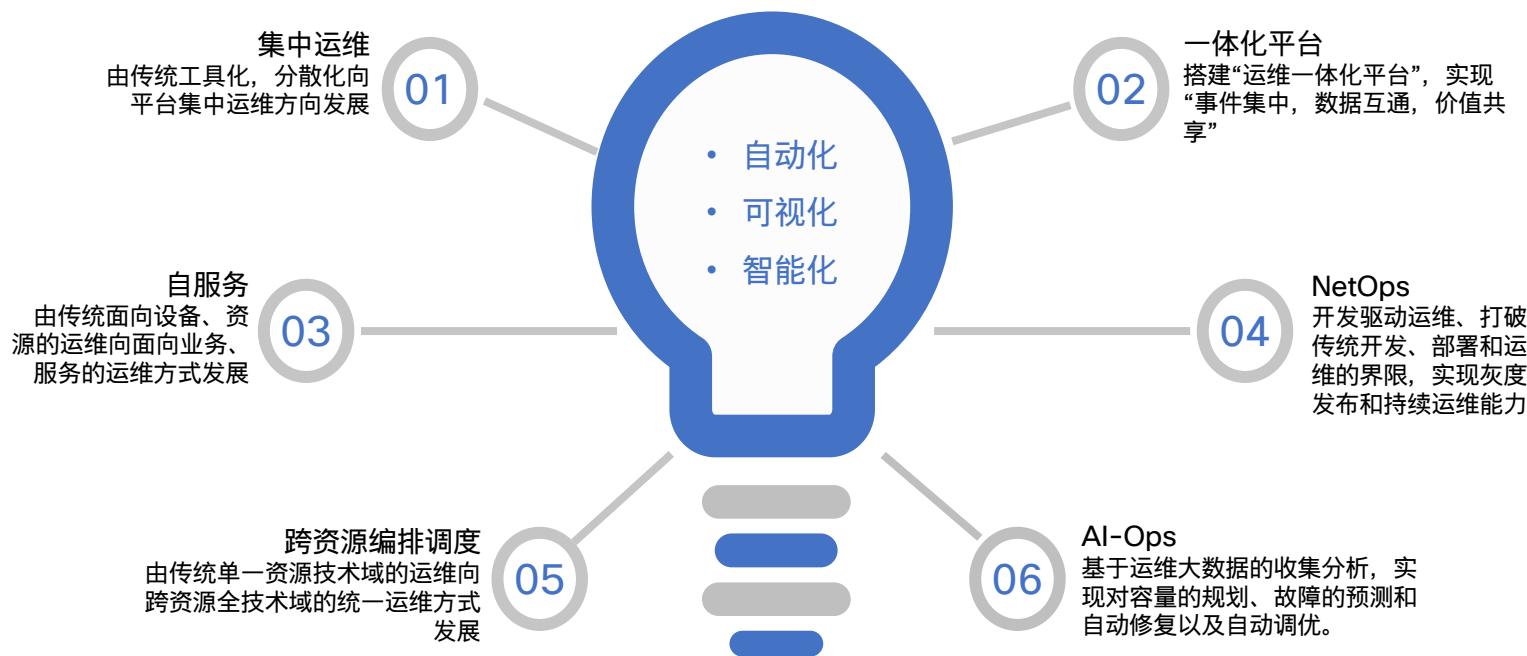 集中运维
由传统工具化，分散化向
平台集中运维方向发展
01
02
一体化平台
搭建“运维一体化平台”，实现
“事件集中，数据互通，价值共
享”
• 自动化
• 可视化
• 智能化
自服务
由传统面向设备、资
源的运维向面向业务、
服务的运维方式发展
03
04
NetOps
开发驱动运维、打破
传统开发、部署和运
维的界限，实现灰度
发布和持续运维能力
跨资源编排调度
由传统单一资源技术域的运维向
跨资源全技术域的统一运维方式
发展
05
06
AI-Ops
基于运维大数据的收集分析，实
现对容量的规划、故障的预测和
自动修复以及自动调优。